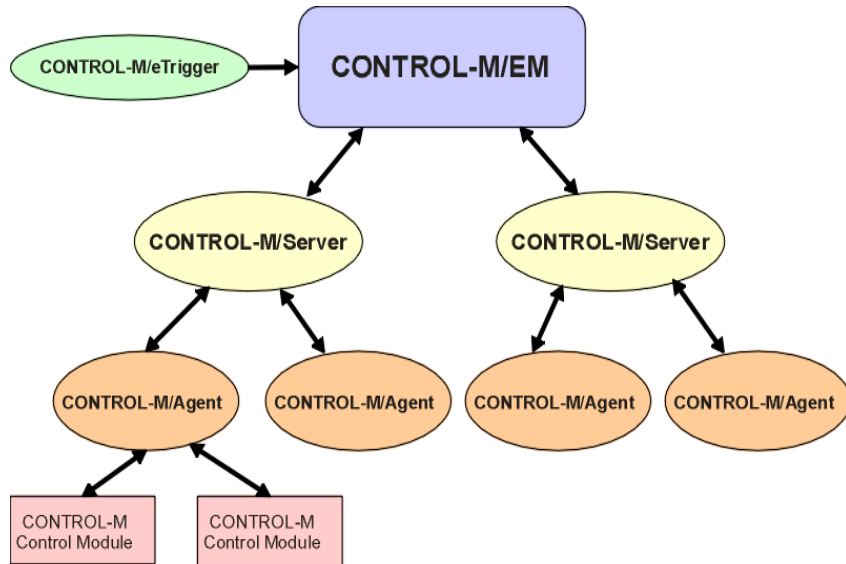 CONTROL-M/eTrigger
CONTROL-M/EM
CONTROL-M/Server
CONTROL-M/Server
CONTROL-M/Agent
CONTROL-M/Agent
CONTROL-M/Agent
CONTROL-M/Agent
CONTROL-M
Control Module
CONTROL-M
Control Module